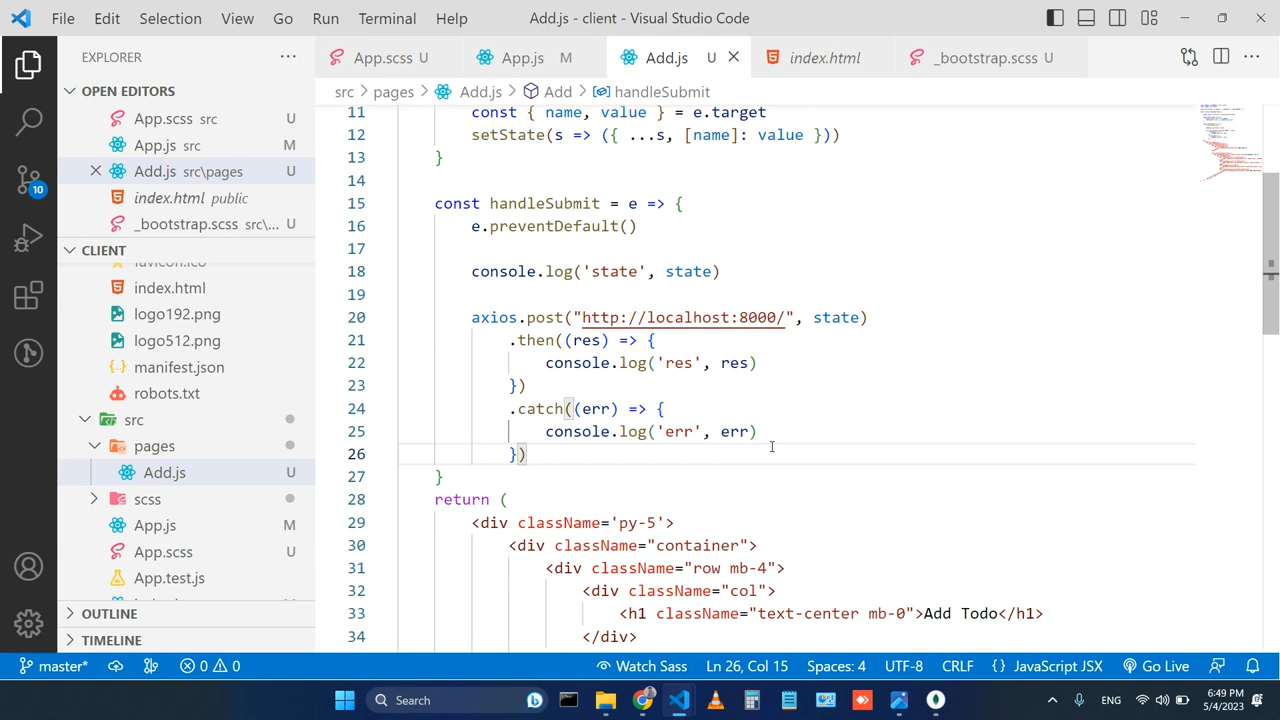 File Edit Selection View Go Run Terminal Help Add.js - client - Visual Studio Code
EXPLORER
App.scss U App.js M Add.js U index.html _bootstrap.scss U
OPEN EDITORS
src > pages > Add.js > Add > handleSubmit
App.scss src U
App.js src M
Add.js src\pages U
index.html public
_bootstrap.scss src\... U
CLIENT
favicon.ico
index.html
logo192.png
logo512.png
manifest.json
robots.txt
src
pages
Add.js U
scss
App.js M
App.scss U
App.test.js
OUTLINE
TIMELINE
10
11 const { name, value } = e.target
12 setState(s => ({ ...s, [name]: value }))
13 }
14
15 const handleSubmit = e => {
16 e.preventDefault()
17
18 console.log('state', state)
19
20 axios.post("http://localhost:8000/", state)
21 .then((res) => {
22 console.log('res', res)
23 })
24 .catch((err) => {
25 console.log('err', err)
26 })
27 }
28 return (
29 <div className='py-5'>
30 <div className="container">
31 <div className="row mb-4">
32 <div className="col">
33 <h1 className="text-center mb-0">Add Todo</h1>
34 </div>
master* 0 0 Watch Sass Ln 26, Col 15 Spaces: 4 UTF-8 CRLF {} JavaScript JSX Go Live
Search ENG 6:49 PM
5/4/2023